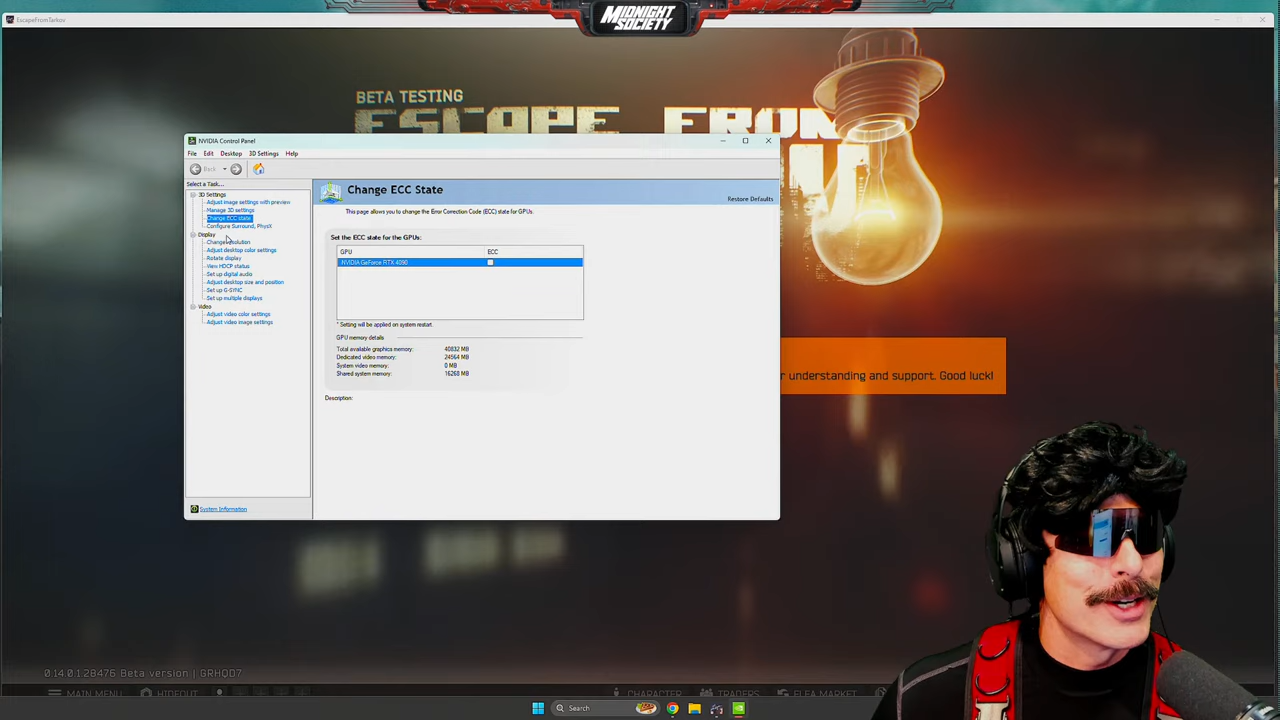 EscapeFromTarkov
MIDNIGHT
SOCIETY
BETA TESTING
ESCAPE FROM
NVIDIA Control Panel
File Edit Desktop 3D Settings Help
Back
Select a Task...
3D Settings
Adjust image settings with preview
Manage 3D settings
Change ECC state
Configure Surround, PhysX
Display
Change resolution
Adjust desktop color settings
Rotate display
View HDCP status
Set up digital audio
Adjust desktop size and position
Set up G-SYNC
Set up multiple displays
Video
Adjust video color settings
Adjust video image settings
System Information
Change ECC State
Restore Defaults
This page allows you to change the Error Correction Code (ECC) state for GPUs.
Set the ECC state for the GPUs:
GPU ECC
NVIDIA GeForce RTX 4090
* Setting will be applied on system restart.
GPU memory details
Total available graphics memory: 40832 MB
Dedicated video memory: 24564 MB
System video memory: 0 MB
Shared system memory: 16268 MB
Description:
understanding and support. Good luck!
0.14.0.1.28476 Beta version | GRHQD7
MAIN MENU HIDEOUT CHARACTER TRADERS FLEA MARKET
Search